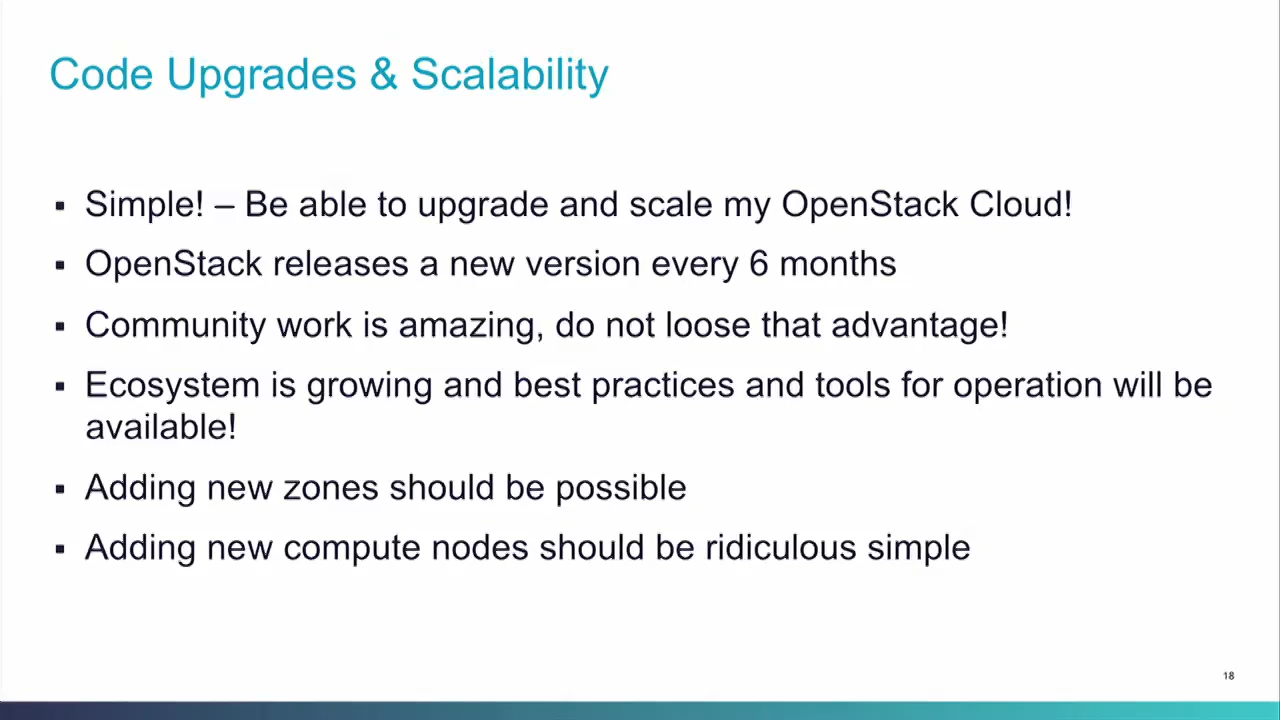 Code Upgrades & Scalability
▪ Simple! – Be able to upgrade and scale my OpenStack Cloud!
▪ OpenStack releases a new version every 6 months
▪ Community work is amazing, do not loose that advantage!
▪ Ecosystem is growing and best practices and tools for operation will be
available!
▪ Adding new zones should be possible
▪ Adding new compute nodes should be ridiculous simple
18